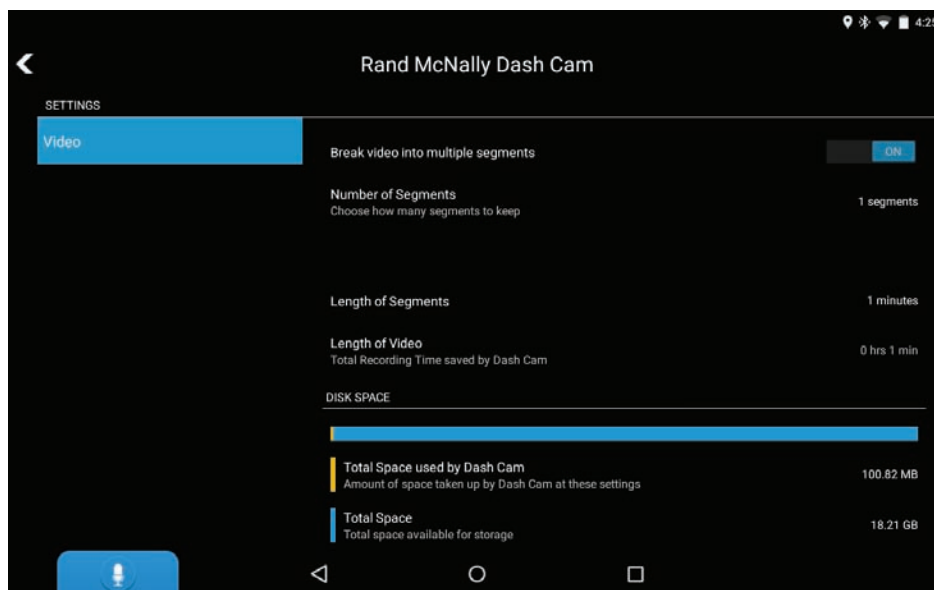 4:25
Rand McNally Dash Cam
SETTINGS
Video
Break video into multiple segments
ON
Number of Segments
Choose how many segments to keep
1 segments
Length of Segments
1 minutes
Length of Video
Total Recording Time saved by Dash Cam
0 hrs 1 min
DISK SPACE
Total Space used by Dash Cam
Amount of space taken up by Dash Cam at these settings
100.82 MB
Total Space
Total space available for storage
18.21 GB